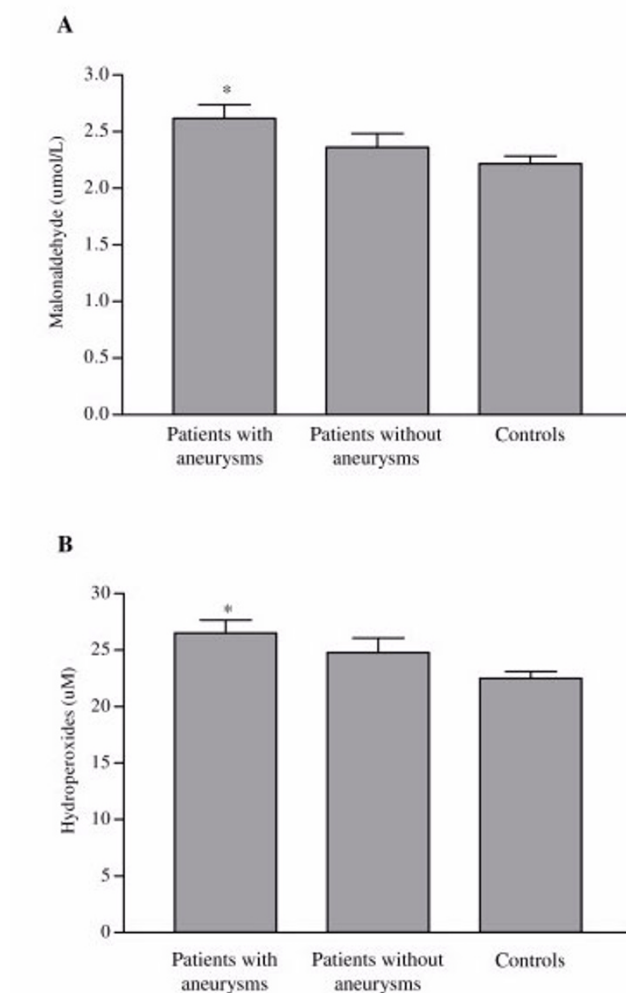 A
3.0
*
2.5
2.0
1.5
1.0
0.5
0.0
Malonaldehyde (umol/L)
Patients with
aneurysms
Patients without
aneurysms
Controls
B
30
*
25
20
15
10
5
0
Hydroperoxides (uM)
Patients with
aneurysms
Patients without
aneurysms
Controls